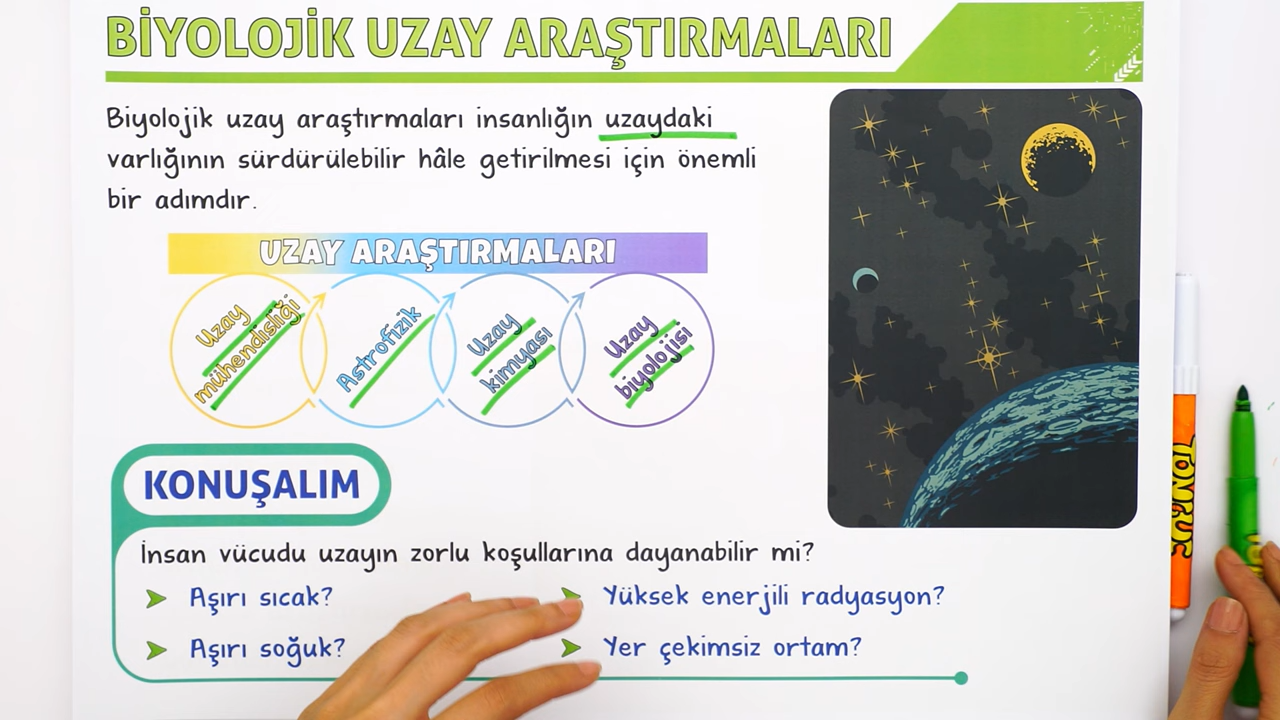 BİYOLOJİK UZAY ARAŞTIRMALARI
Biyolojik uzay araştırmaları insanlığın uzaydaki
varlığının sürdürülebilir hâle getirilmesi için önemli
bir adımdır.
UZAY ARAŞTIRMALARI
Uzay
mühendisliği
Astrofizik
Uzay
kimyası
Uzay
biyolojisi
KONUŞALIM
İnsan vücudu uzayın zorlu koşullarına dayanabilir mi?
Aşırı sıcak?
Yüksek enerjili radyasyon?
Aşırı soğuk?
Yer çekimsiz ortam?